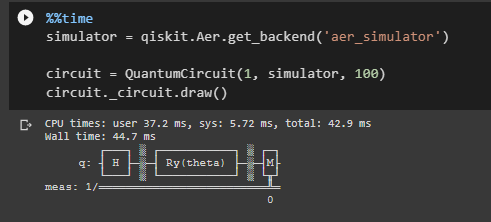 %%time
simulator = qiskit.Aer.get_backend('aer_simulator')
circuit = QuantumCircuit(1, simulator, 100)
circuit._circuit.draw()
CPU times: user 37.2 ms, sys: 5.72 ms, total: 42.9 ms
Wall time: 44.7 ms
q: H Ry(theta) M
meas: 1/
0